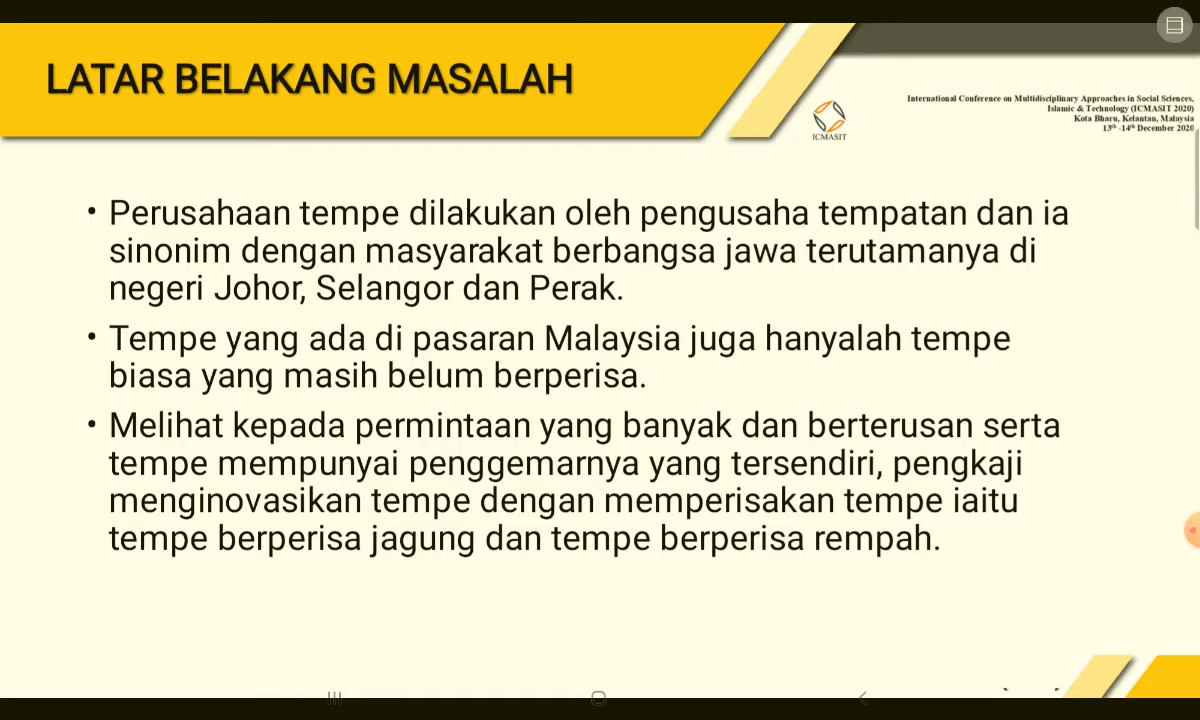 LATAR BELAKANG MASALAH
International Conference on Multidisciplinary Approaches in Social Sciences,
Islamic & Technology (ICMASIT 2020)
Kota Bharu, Kelantan, Malaysia
13th -14th December 2020
ICMASIT
• Perusahaan tempe dilakukan oleh pengusaha tempatan dan ia
sinonim dengan masyarakat berbangsa jawa terutamanya di
negeri Johor, Selangor dan Perak.
• Tempe yang ada di pasaran Malaysia juga hanyalah tempe
biasa yang masih belum berperisa.
• Melihat kepada permintaan yang banyak dan berterusan serta
tempe mempunyai penggemarnya yang tersendiri, pengkaji
menginovasikan tempe dengan memperisakan tempe iaitu
tempe berperisa jagung dan tempe berperisa rempah.